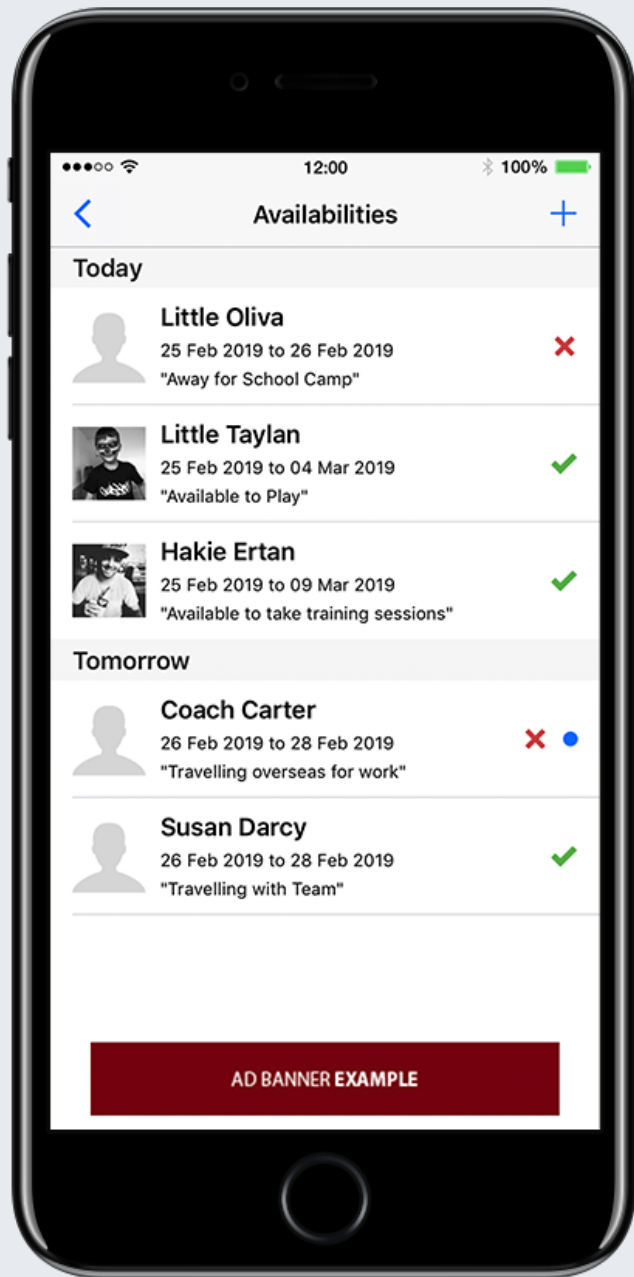 12:00
100%
Availabilities
Today
Little Oliva
25 Feb 2019 to 26 Feb 2019
"Away for School Camp"
Little Taylan
25 Feb 2019 to 04 Mar 2019
"Available to Play"
Hakie Ertan
25 Feb 2019 to 09 Mar 2019
"Available to take training sessions"
Tomorrow
Coach Carter
26 Feb 2019 to 28 Feb 2019
"Travelling overseas for work"
Susan Darcy
26 Feb 2019 to 28 Feb 2019
"Travelling with Team"
AD BANNER EXAMPLE